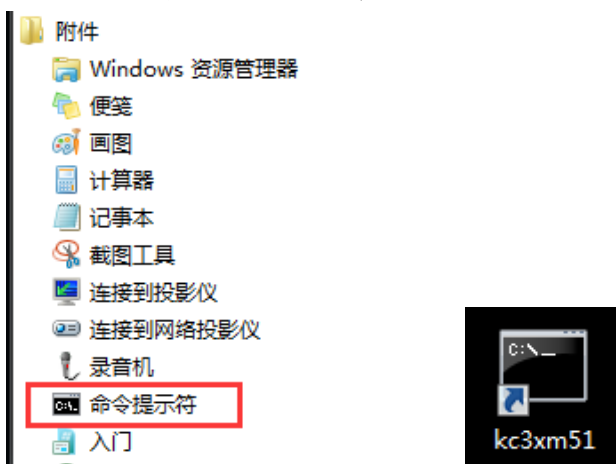 附件
Windows 资源管理器
便笺
画图
计算器
记事本
截图工具
连接到投影仪
连接到网络投影仪
录音机
C:\.
命令提示符
入门
C:\_
kc3xm51